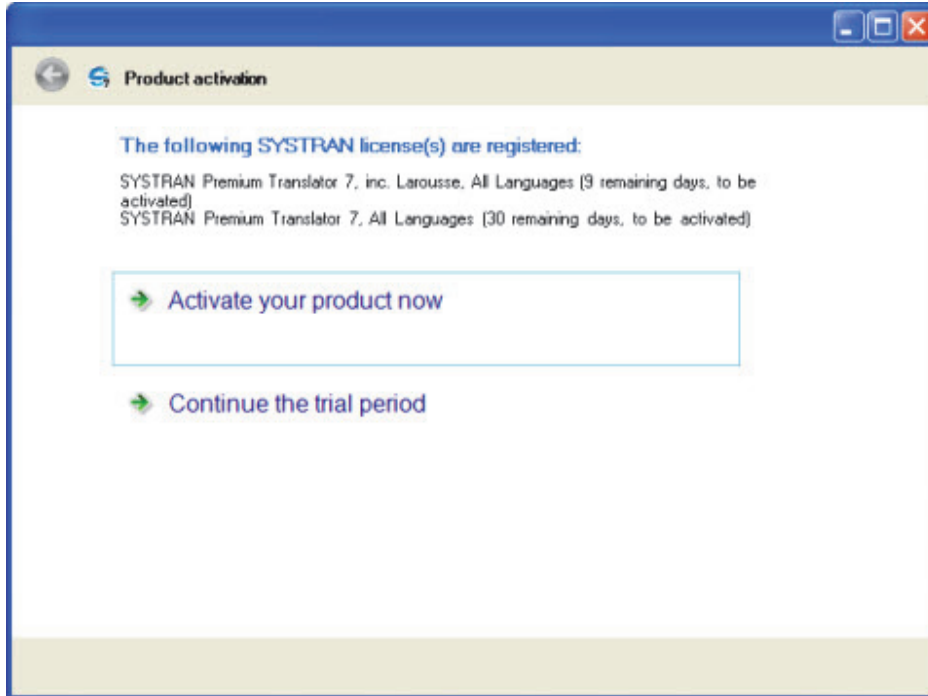 Product activation
The following SYSTRAN license(s) are registered:
SYSTRAN Premium Translator 7, inc. Larousse, All Languages (9 remaining days, to be
activated)
SYSTRAN Premium Translator 7, All Languages (30 remaining days, to be activated)
Activate your product now
Continue the trial period